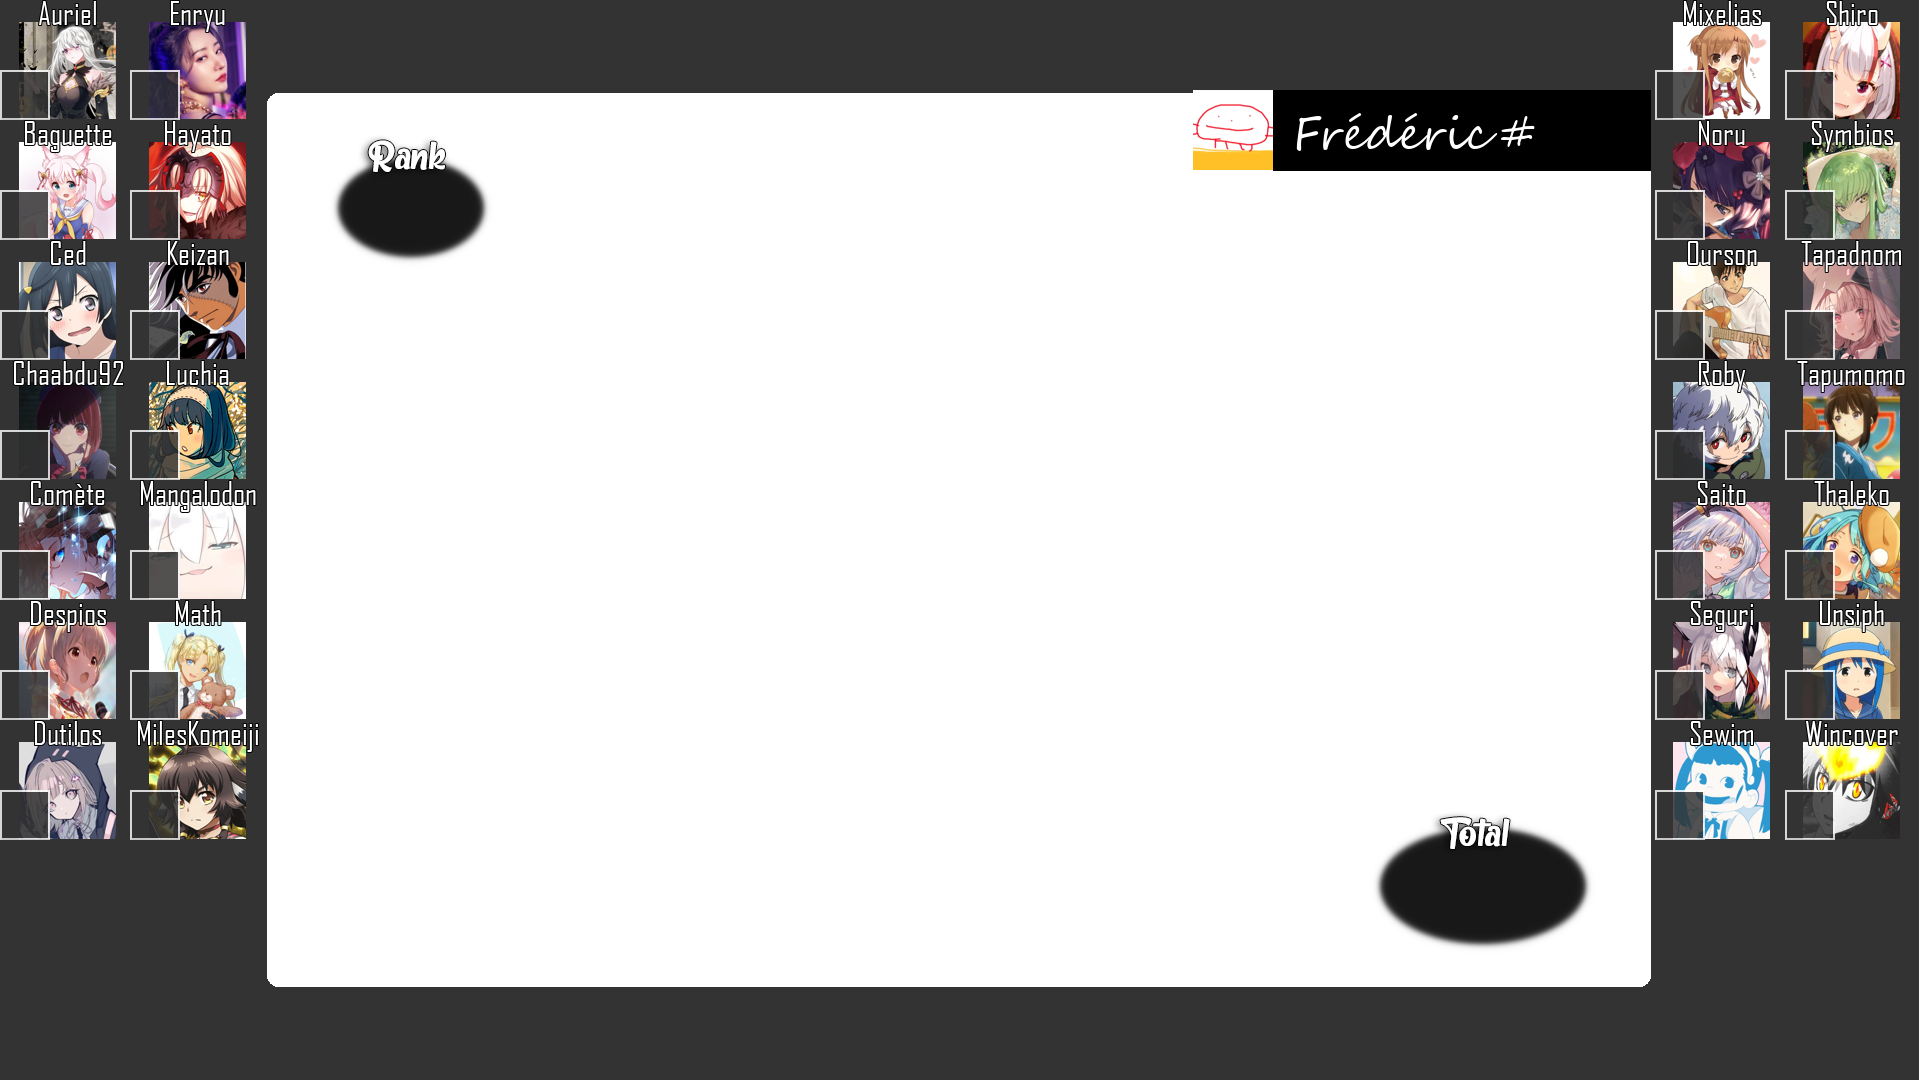 Auriel
Enryu
Baguette
Hayato
Ced
Keizan
Chaabdu92
Luchia
Comète
Mangalodon
Despios
Math
Dutilos
MilesKomeiji
Rank
Frédéric#
Total
Mixelias
Shiro
Noru
Symbios
Ourson
Tapadnom
Roby
Tapumomo
Saito
Thaleko
Seguri
Unsiph
Sewim
Wincover